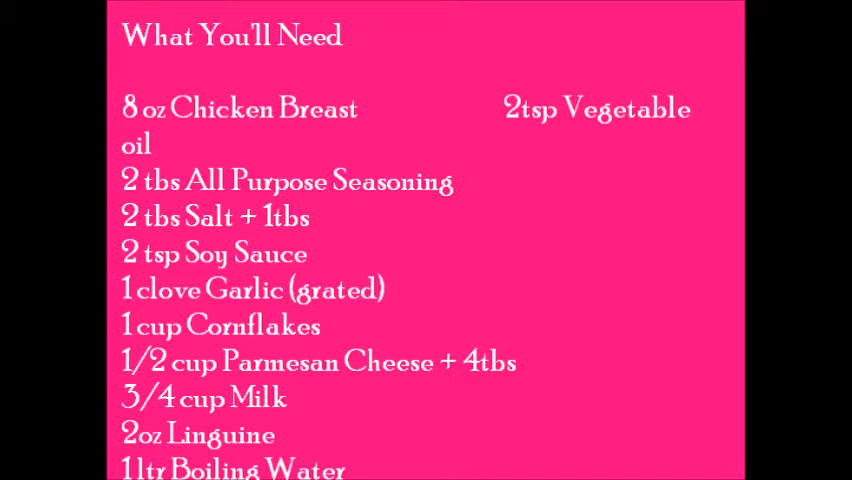 What You'll Need
8 oz Chicken Breast 2tsp Vegetable
oil
2 tbs All Purpose Seasoning
2 tbs Salt + 1tbs
2 tsp Soy Sauce
1 clove Garlic (grated)
1 cup Cornflakes
1/2 cup Parmesan Cheese + 4tbs
3/4 cup Milk
2oz Linguine
1 ltr Boiling Water